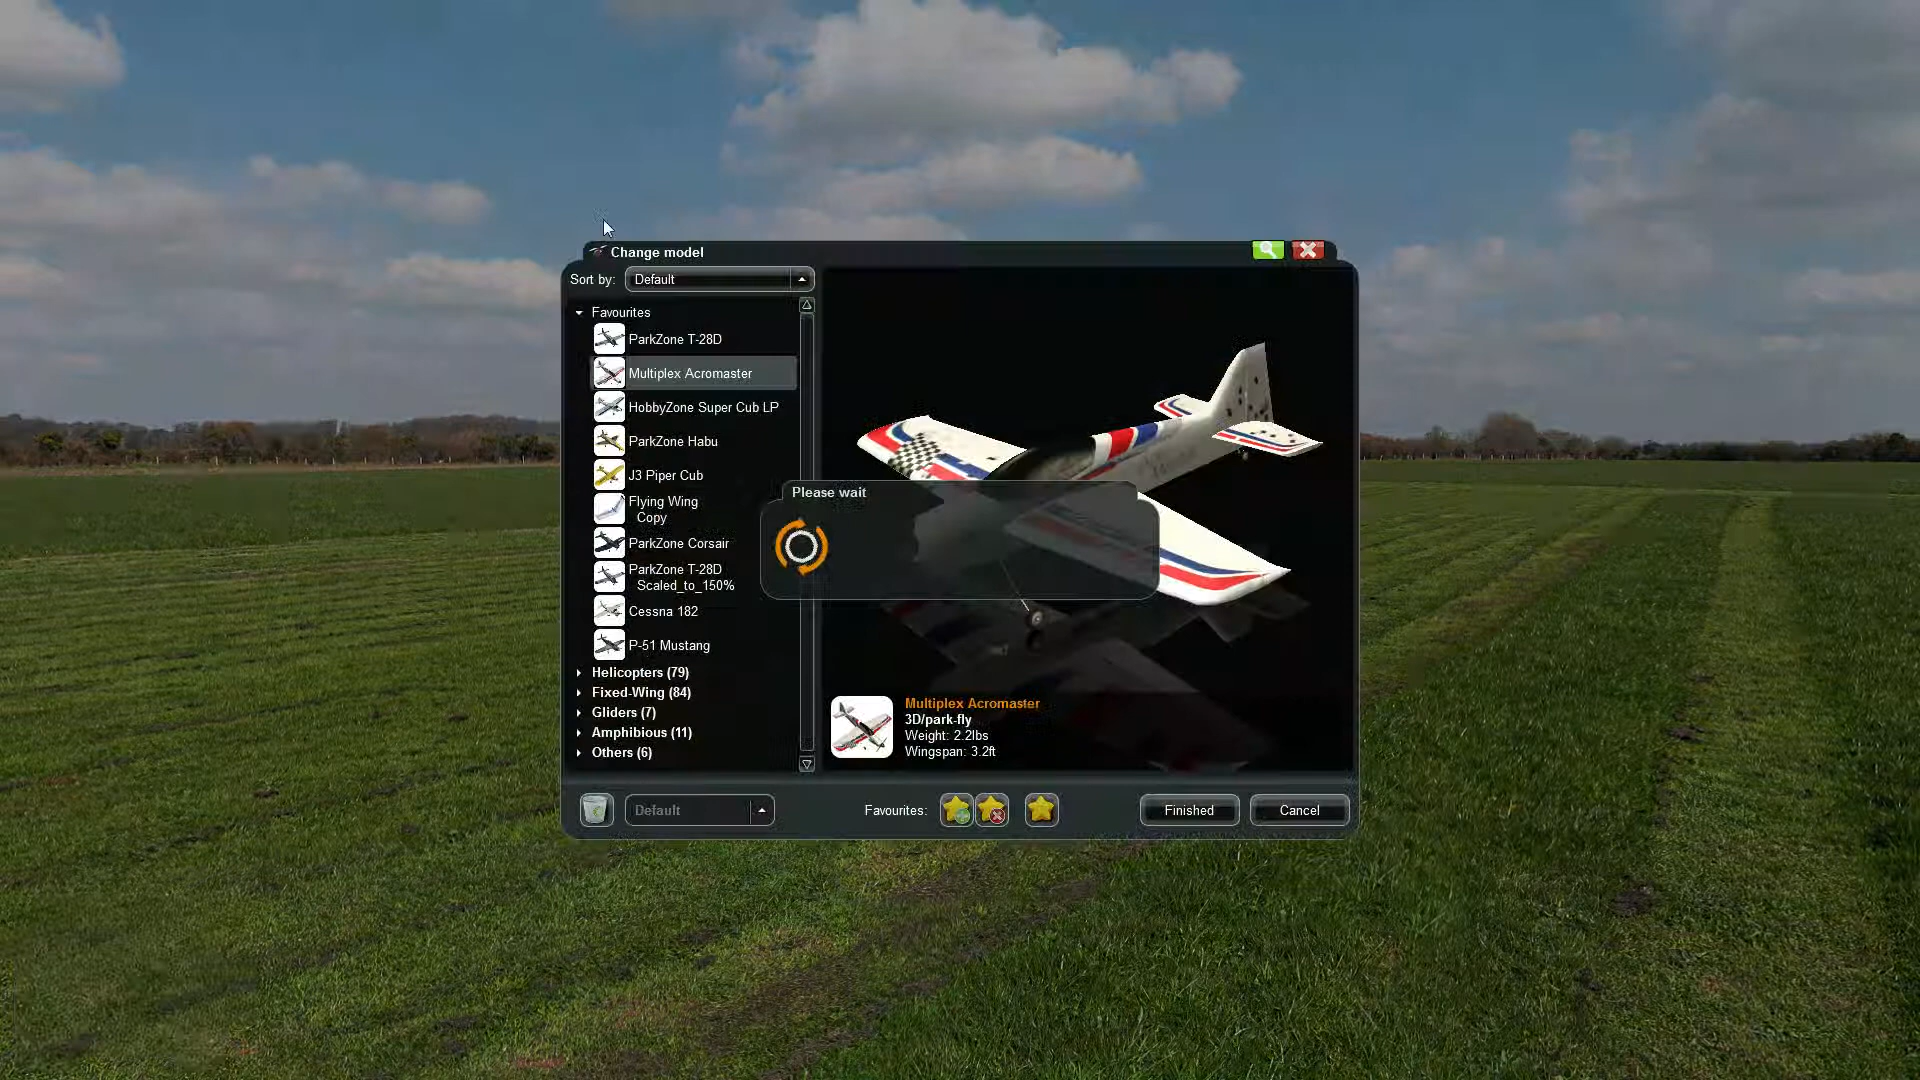 Change model
Sort by: Default
Favourites
ParkZone T-28D
Multiplex Acromaster
HobbyZone Super Cub LP
ParkZone Habu
J3 Piper Cub
Flying Wing
Copy
ParkZone Corsair
ParkZone T-28D
Scaled_to_150%
Cessna 182
P-51 Mustang
Helicopters (79)
Fixed-Wing (84)
Gliders (7)
Amphibious (11)
Others (6)
Please wait
Multiplex Acromaster
3D/park-fly
Weight: 2.2lbs
Wingspan: 3.2ft
Default
Favourites:
Finished
Cancel